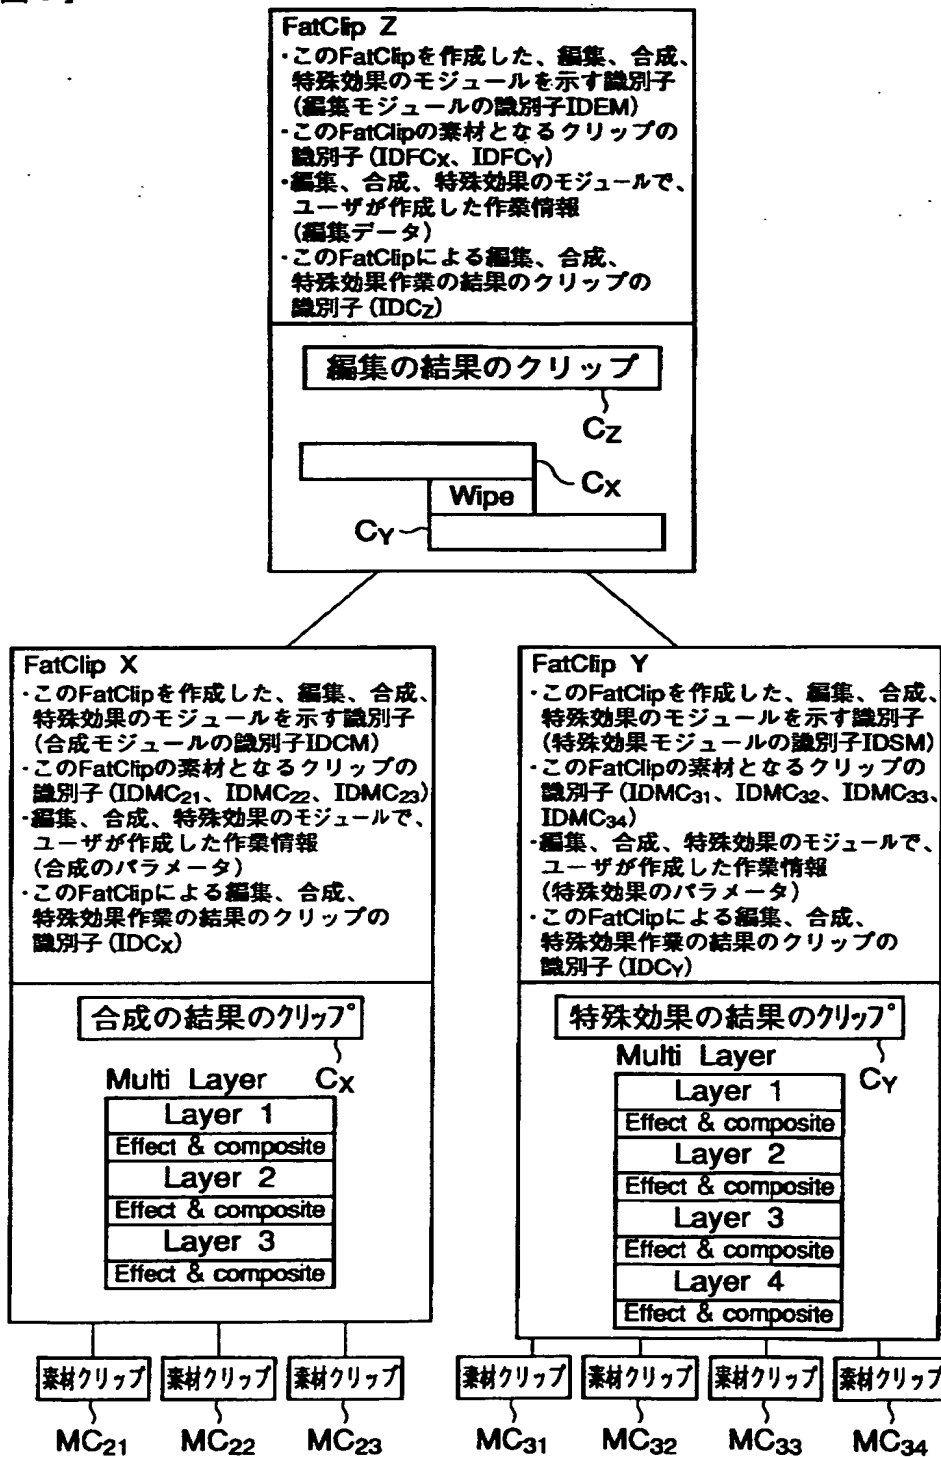 FatClip Z
・このFatClipを作成した、編集、合成、
特殊効果のモジュールを示す識別子
(編集モジュールの識別子IDEM)
・このFatClipの素材となるクリップの
識別子(IDFCX、IDFCY)
・編集、合成、特殊効果のモジュールで、
ユーザが作成した作業情報
(編集データ)
・このFatClipによる編集、合成、
特殊効果作業の結果のクリップの
識別子(IDCZ)
編集の結果のクリップ
CZ
CX
Wipe
CY
FatClip X
・このFatClipを作成した、編集、合成、
特殊効果のモジュールを示す識別子
(合成モジュールの識別子IDCM)
・このFatClipの素材となるクリップの
識別子(IDMC21、IDMC22、IDMC23)
・編集、合成、特殊効果のモジュールで、
ユーザが作成した作業情報
(合成のパラメータ)
・このFatClipによる編集、合成、
特殊効果作業の結果のクリップの
識別子(IDCX)
合成の結果のクリップ
CX
Multi Layer
Layer 1
Effect & composite
Layer 2
Effect & composite
Layer 3
Effect & composite
素材クリップ
素材クリップ
素材クリップ
MC21
MC22
MC23
FatClip Y
・このFatClipを作成した、編集、合成、
特殊効果のモジュールを示す識別子
(特殊効果モジュールの識別子IDSM)
・このFatClipの素材となるクリップの
識別子(IDMC31、IDMC32、IDMC33、
IDMC34)
・編集、合成、特殊効果のモジュールで、
ユーザが作成した作業情報
(特殊効果のパラメータ)
・このFatClipによる編集、合成、
特殊効果作業の結果のクリップの
識別子(IDCY)
特殊効果の結果のクリップ
CY
Multi Layer
Layer 1
Effect & composite
Layer 2
Effect & composite
Layer 3
Effect & composite
Layer 4
Effect & composite
素材クリップ
素材クリップ
素材クリップ
素材クリップ
MC31
MC32
MC33
MC34